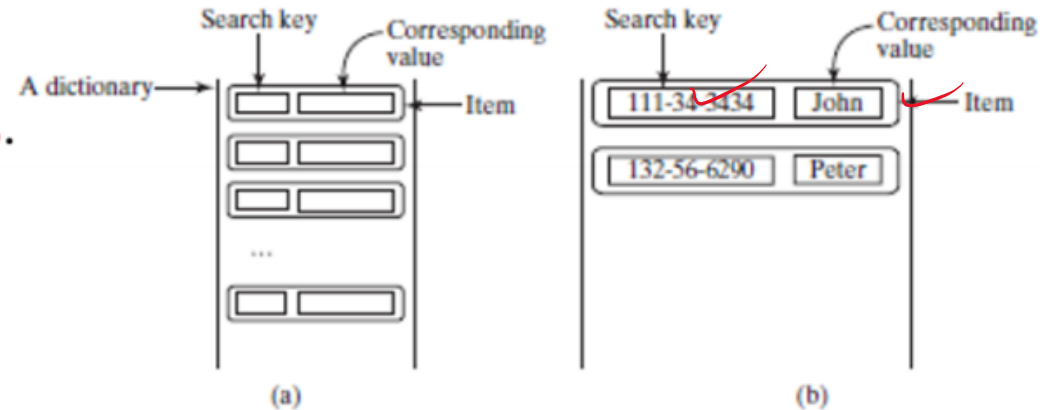 Search key
Corresponding
value
A dictionary
Item
...
(a)
Search key
Corresponding
value
111-34-3434 John
Item
132-56-6290 Peter
(b)